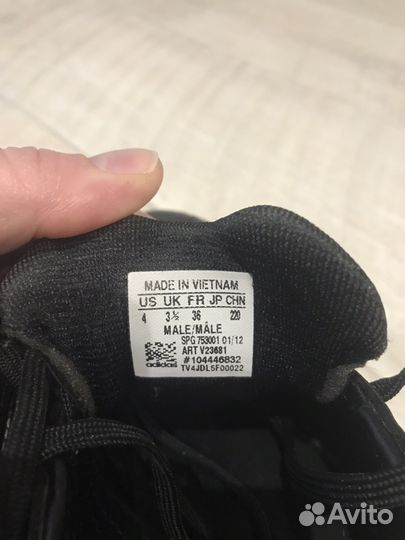 MADE IN VIETNAM
US UK FR JP CHN
4 3½ 36 220
MALE/MÂLE
SPG 753001 01/12
ART V23681
#104446832
adidas TV4JDL5F00022
Avito